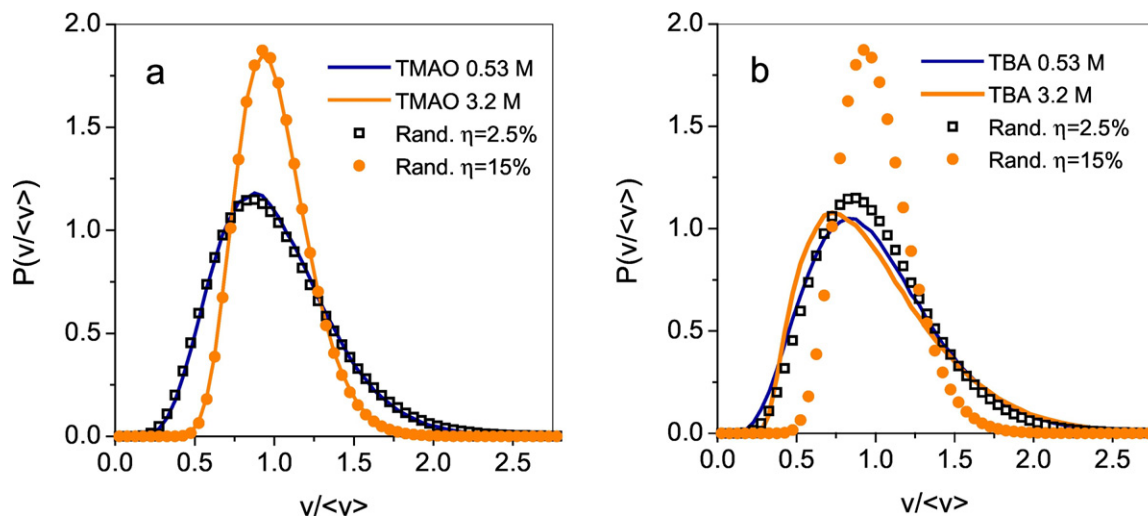 a
TMAO 0.53 M
TMAO 3.2 M
Rand. η=2.5%
Rand. η=15%
P(v/<v>)
2.0
1.5
1.0
0.5
0.0
0.0 0.5 1.0 1.5 2.0 2.5
v/<v>
b
TBA 0.53 M
TBA 3.2 M
Rand. η=2.5%
Rand. η=15%
P(v/<v>)
2.0
1.5
1.0
0.5
0.0
0.0 0.5 1.0 1.5 2.0 2.5
v/<v>